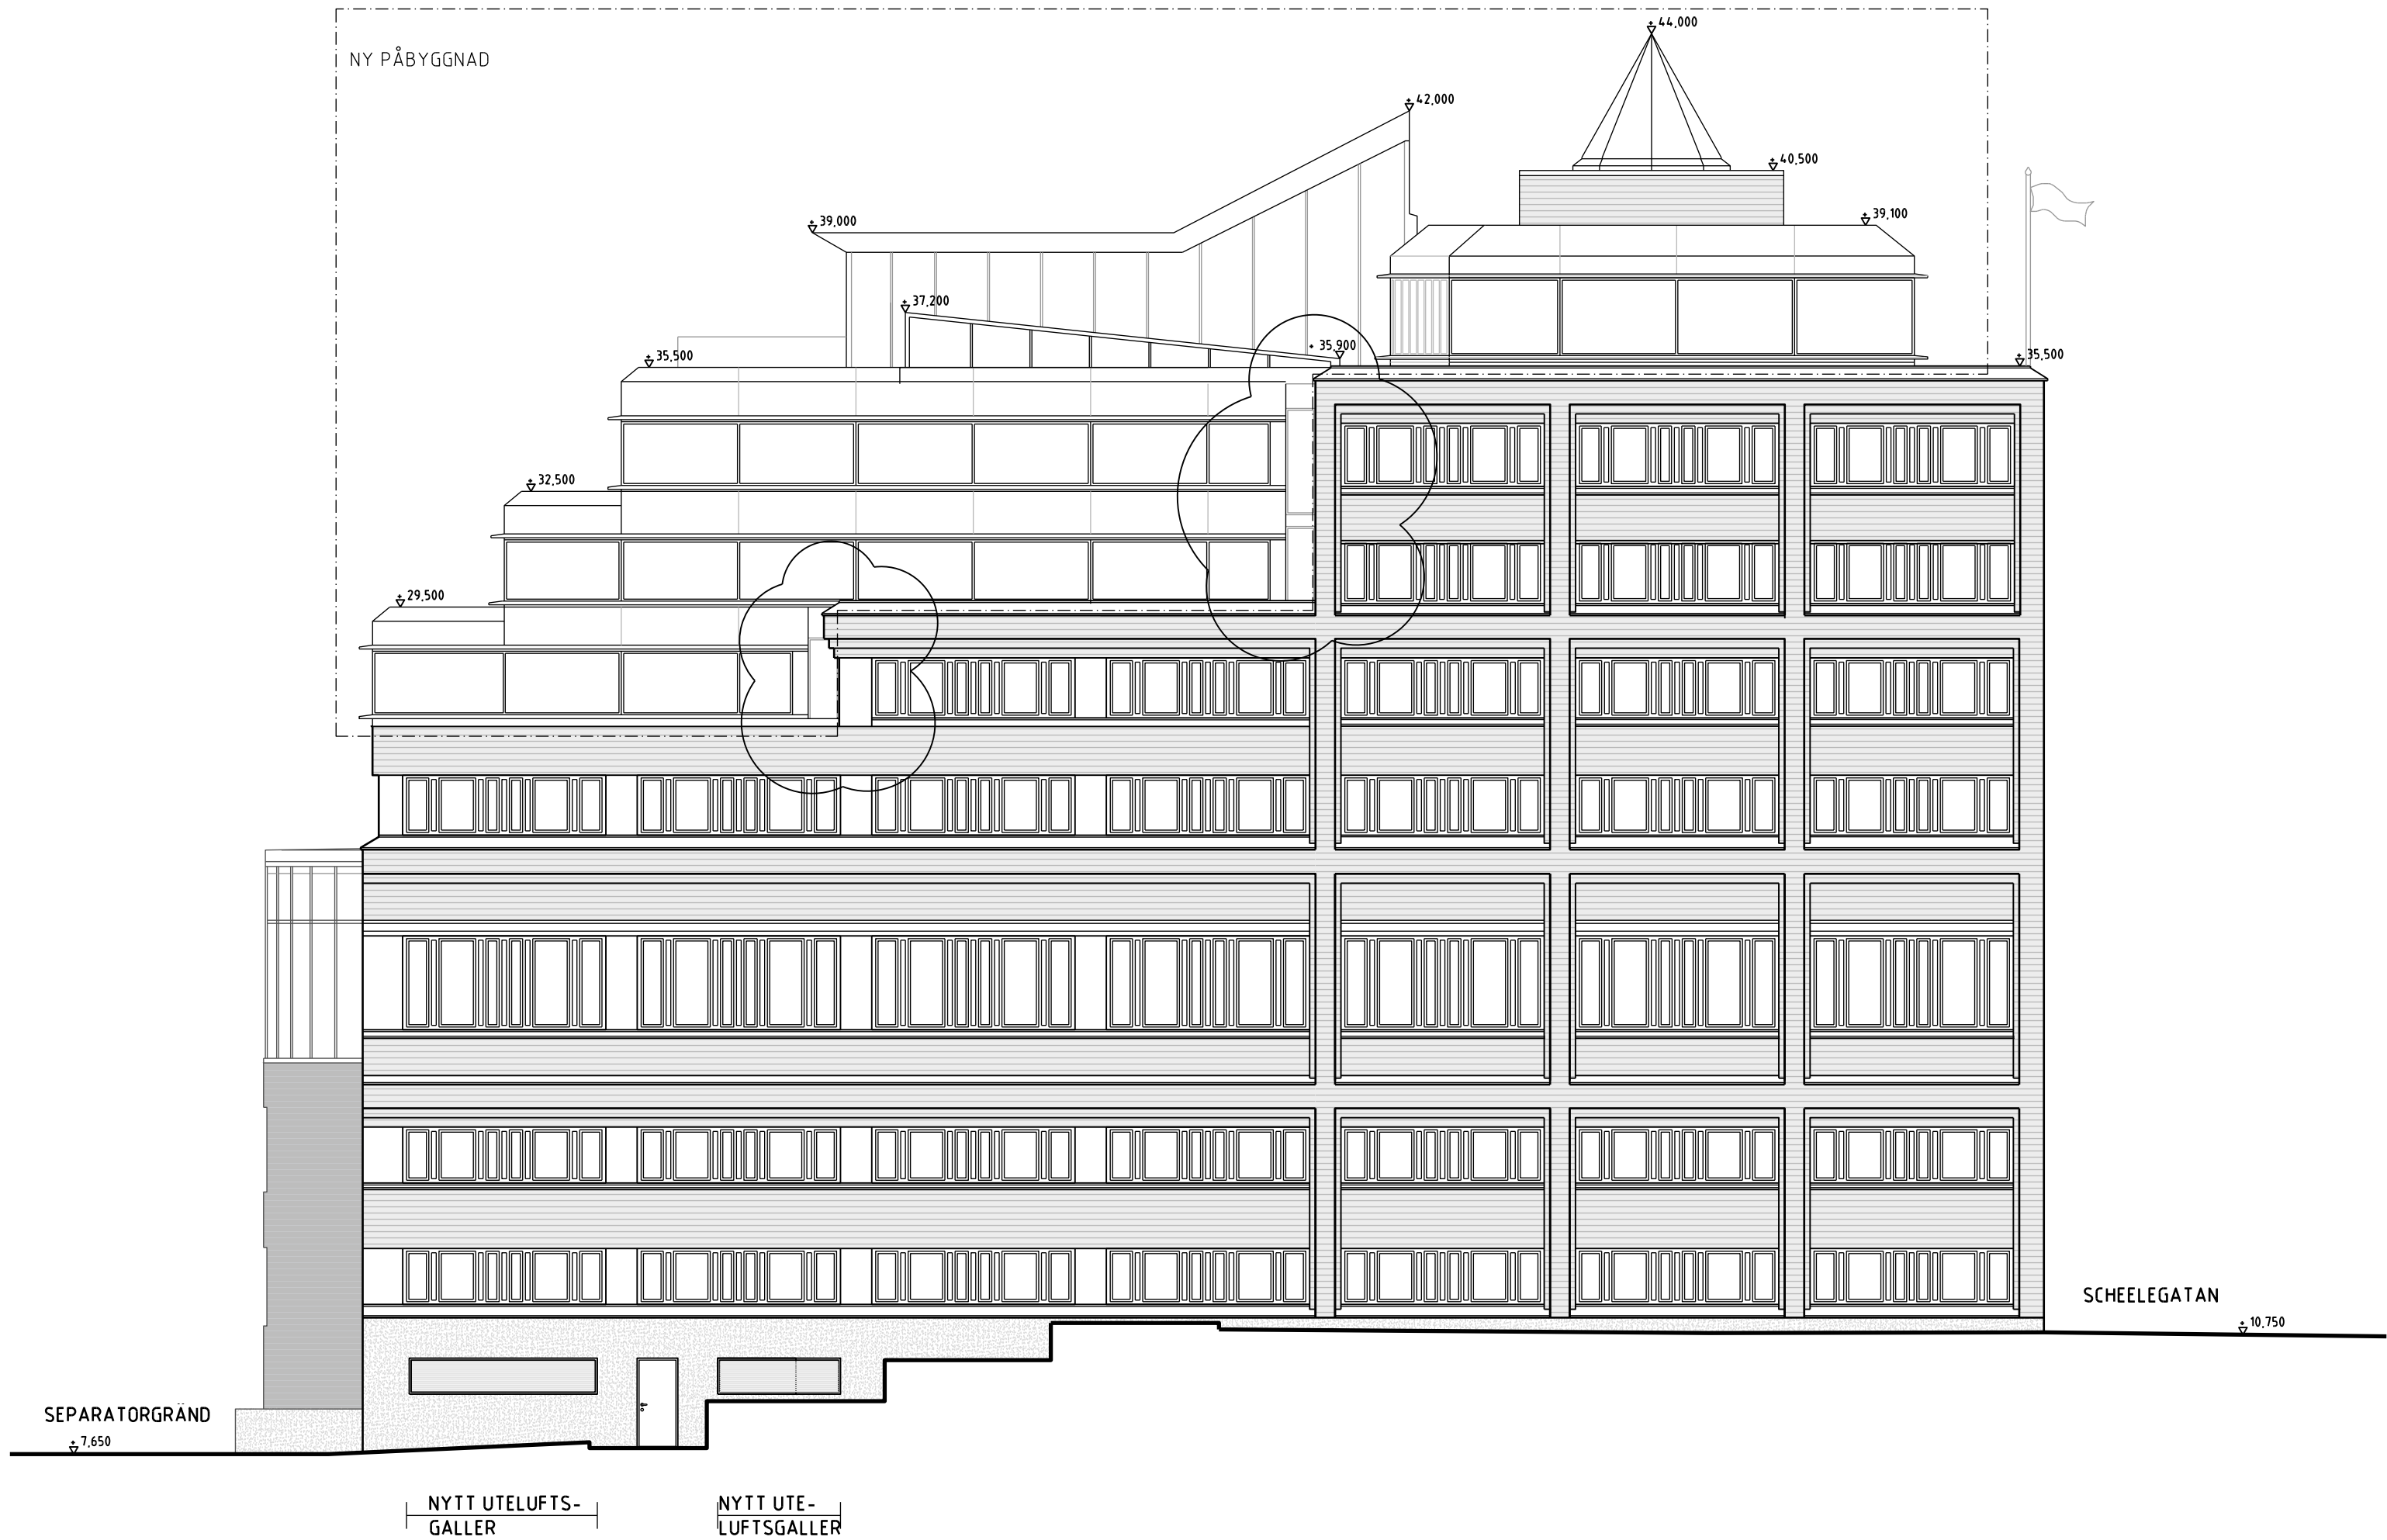 + 44,000
NY PÅBYGGNAD
+ 42,000
+ 40,500
+ 39,000
+ 39,100
+ 37,200
+ 35,900
+ 35,500
+ 35,500
+ 32,500
+ 29,500
SCHEELEGATAN
+ 10,750
SEPARATORGRÄND
+ 7,650
NYTT UTELUFTS-
GALLER
NYTT UTE-
LUFTSGALLER